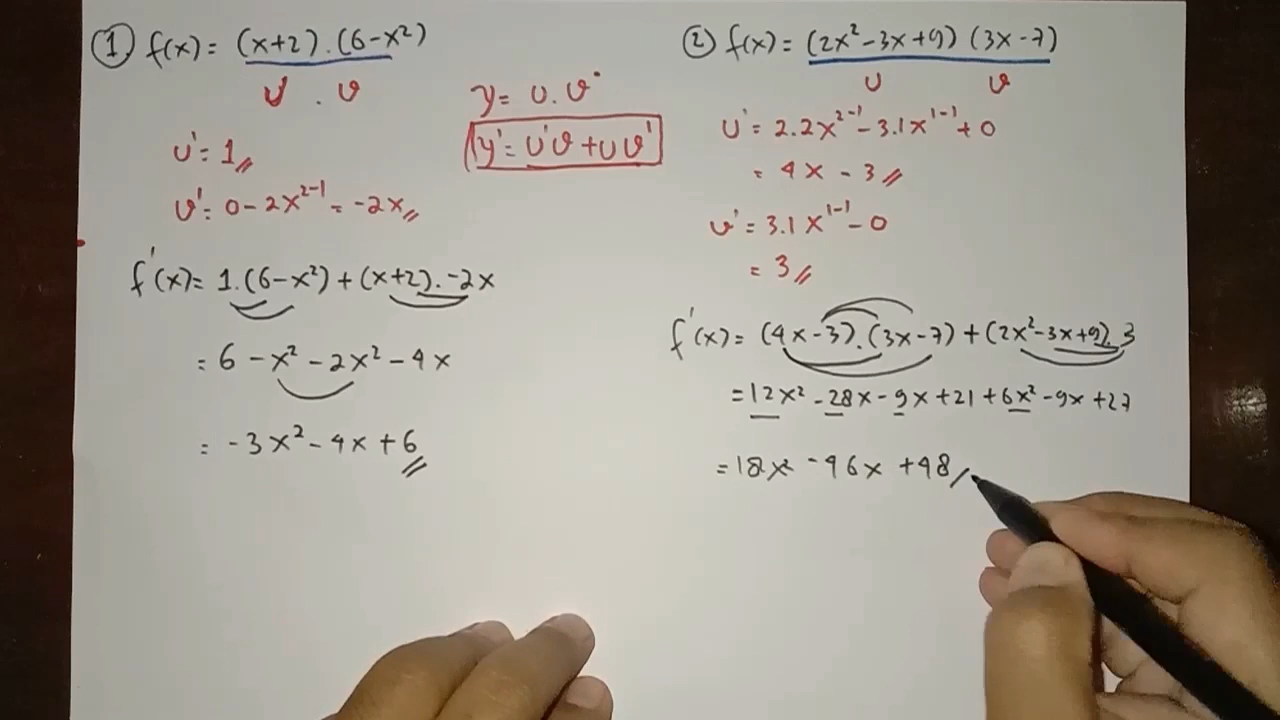 ① f(x) = (x+2) . (6-x²)
U . V
y = U . V
y' = U'V + UV'
U' = 1
V' = 0 - 2x²⁻¹ = -2x
f'(x) = 1.(6-x²) + (x+2). -2x
= 6 - x² - 2x² - 4x
= -3x² - 4x + 6
② f(x) = (2x² - 3x + 9) (3x - 7)
U V
U' = 2.2x²⁻¹ - 3.1x¹⁻¹ + 0
= 4x - 3
V' = 3.1x¹⁻¹ - 0
= 3
f'(x) = (4x-3).(3x-7) + (2x²-3x+9).3
= 12x² - 28x - 9x + 21 + 6x² - 9x + 27
= 18x² - 46x + 48